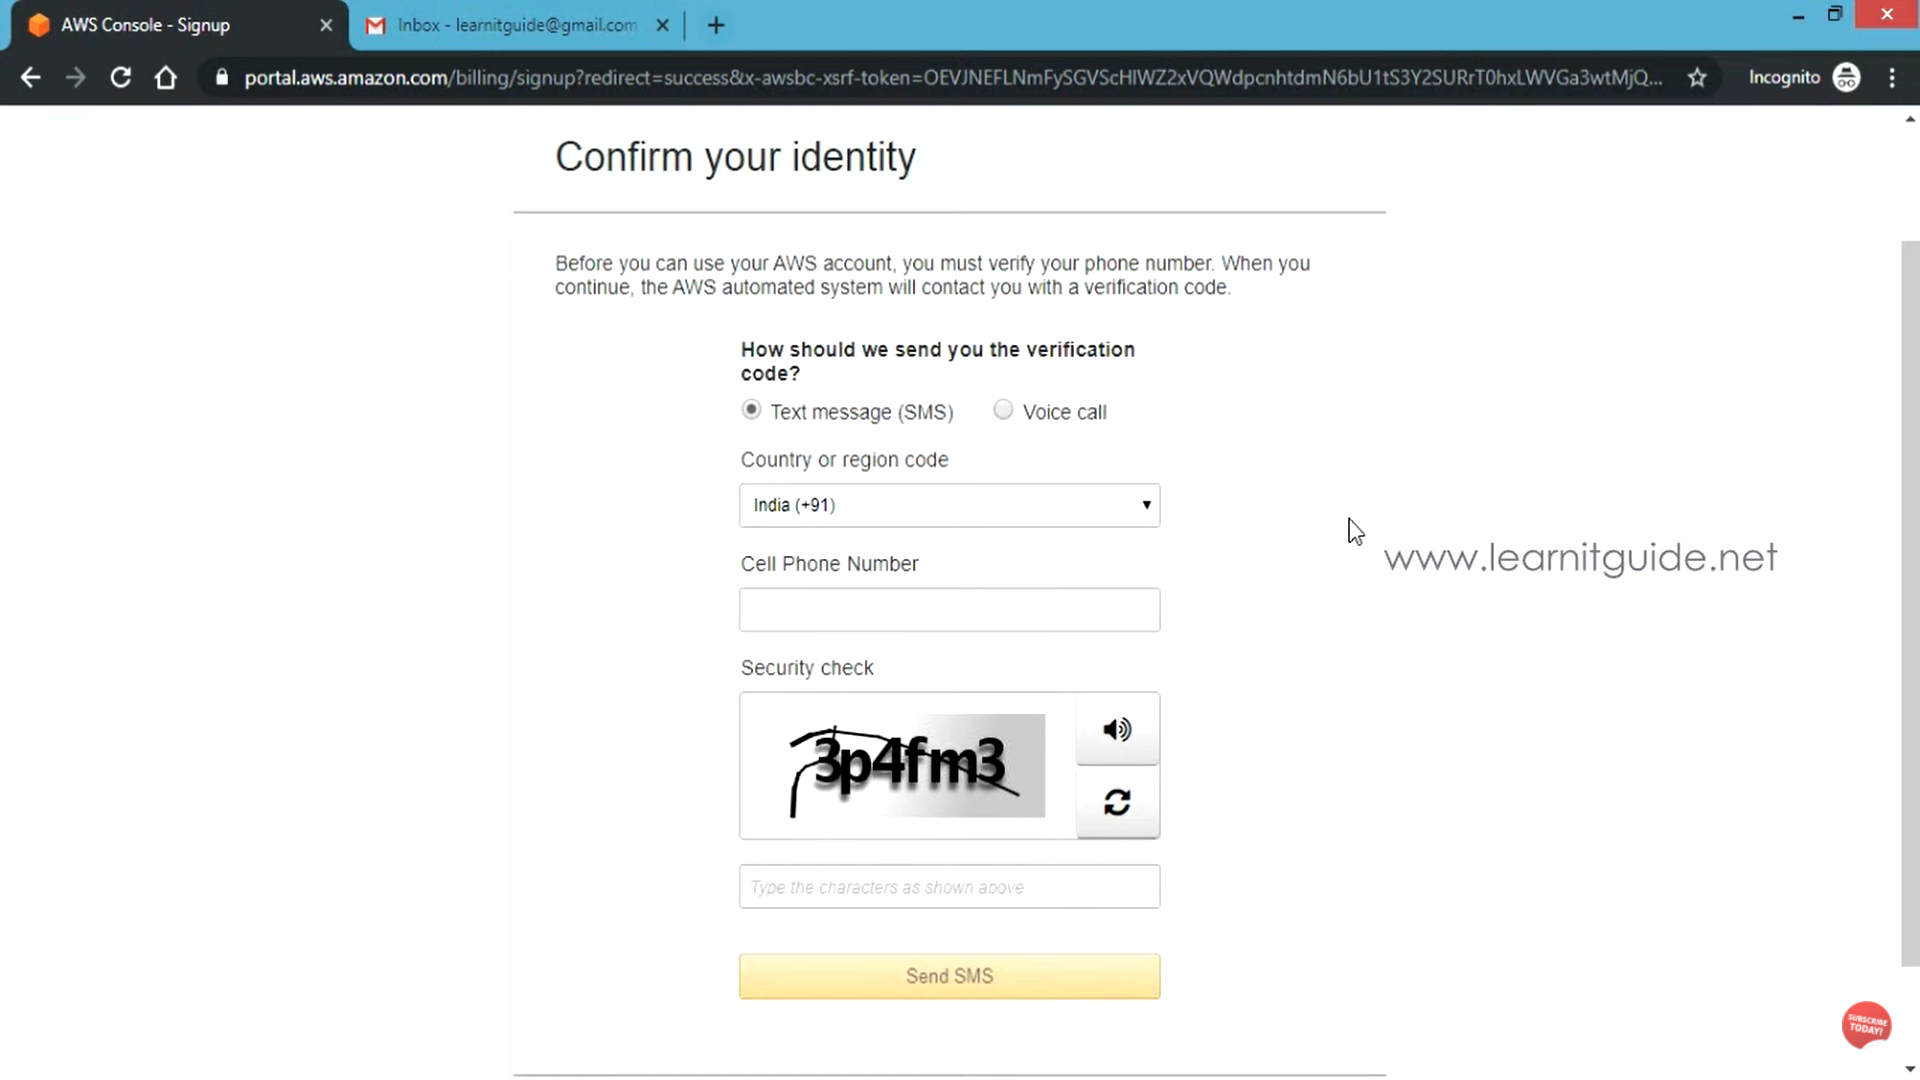 AWS Console - Signup
Inbox - learnitguide@gmail.com
portal.aws.amazon.com/billing/signup?redirect=success&x-awsbc-xsrf-token=OEVJNEFLNmFySGVScHlWZ2xVQWdpcnhtdmN6bU1tS3Y2SURrT0hxLWVGa3wtMjQ...
Incognito
Confirm your identity
Before you can use your AWS account, you must verify your phone number. When you
continue, the AWS automated system will contact you with a verification code.
How should we send you the verification
code?
Text message (SMS)
Voice call
Country or region code
India (+91)
www.learnitguide.net
Cell Phone Number
Security check
3p4fm3
Type the characters as shown above
Send SMS
SUBSCRIBE
TODAY!